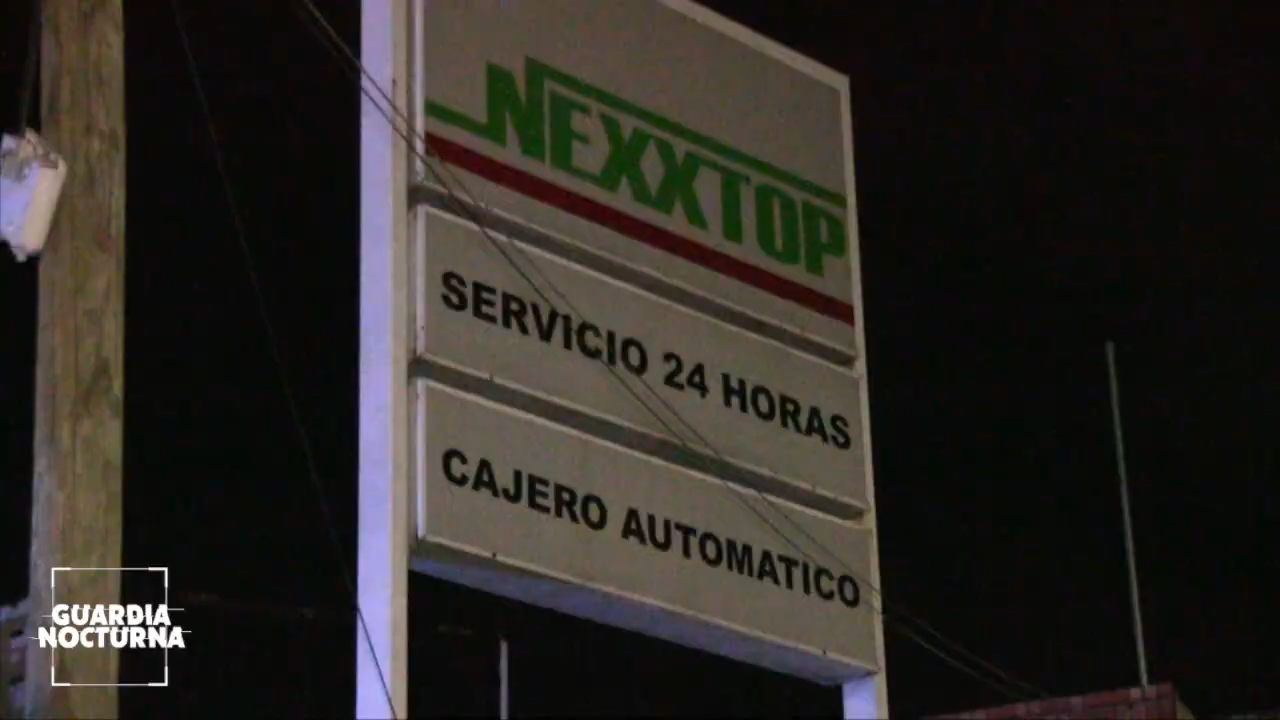 NEXXTOP
SERVICIO 24 HORAS
CAJERO AUTOMATICO
GUARDIA
NOCTURNA